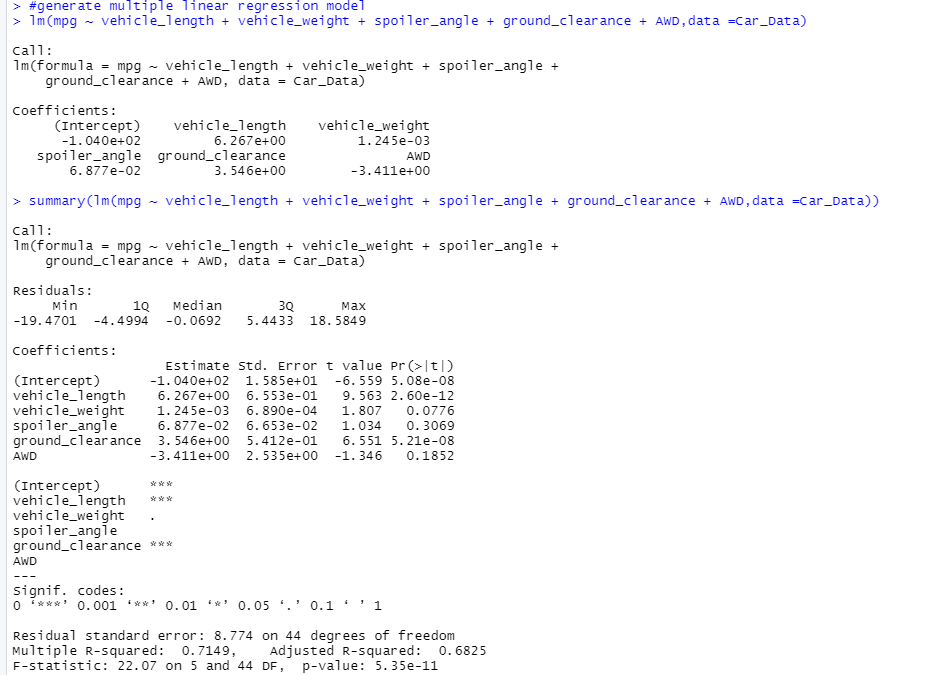 > #generate multiple linear regression model
> lm(mpg ~ vehicle_length + vehicle_weight + spoiler_angle + ground_clearance + AWD,data =Car_Data)
Call:
lm(formula = mpg ~ vehicle_length + vehicle_weight + spoiler_angle +
    ground_clearance + AWD, data = Car_Data)
Coefficients:
     (Intercept)    vehicle_length    vehicle_weight
      -1.040e+02         6.267e+00         1.245e-03
   spoiler_angle  ground_clearance               AWD
       6.877e-02         3.546e+00        -3.411e+00
> summary(lm(mpg ~ vehicle_length + vehicle_weight + spoiler_angle + ground_clearance + AWD,data =Car_Data))
Call:
lm(formula = mpg ~ vehicle_length + vehicle_weight + spoiler_angle +
    ground_clearance + AWD, data = Car_Data)
Residuals:
     Min       1Q   Median       3Q      Max
-19.4701  -4.4994  -0.0692   5.4433  18.5849
Coefficients:
                   Estimate Std. Error t value Pr(>|t|)
(Intercept)      -1.040e+02  1.585e+01  -6.559 5.08e-08
vehicle_length    6.267e+00  6.553e-01   9.563 2.60e-12
vehicle_weight    1.245e-03  6.890e-04   1.807   0.0776
spoiler_angle     6.877e-02  6.653e-02   1.034   0.3069
ground_clearance  3.546e+00  5.412e-01   6.551 5.21e-08
AWD              -3.411e+00  2.535e+00  -1.346   0.1852
(Intercept)      ***
vehicle_length   ***
vehicle_weight   .
spoiler_angle
ground_clearance ***
AWD
---
Signif. codes:
0 ‘***’ 0.001 ‘**’ 0.01 ‘*’ 0.05 ‘.’ 0.1 ‘ ’ 1
Residual standard error: 8.774 on 44 degrees of freedom
Multiple R-squared:  0.7149,    Adjusted R-squared:  0.6825
F-statistic: 22.07 on 5 and 44 DF,  p-value: 5.35e-11